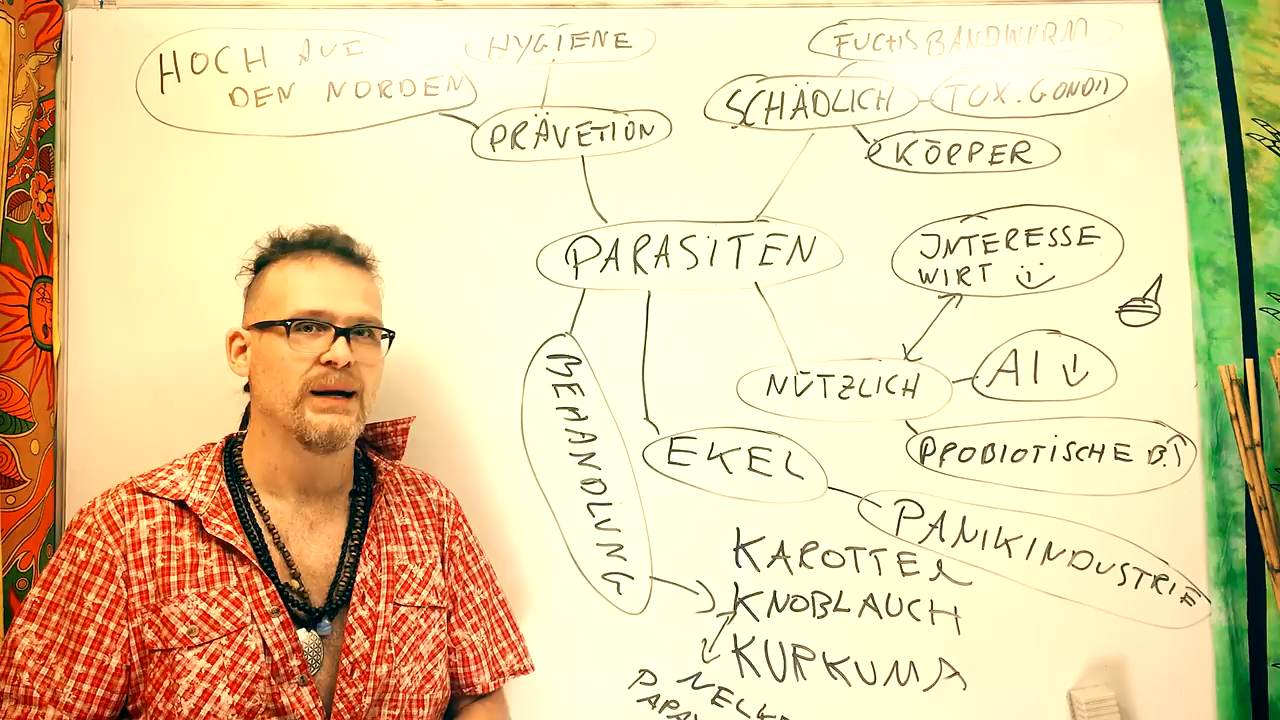 HOCH AUF
DEN NORDEN
HYGIENE
PRÄVETION
FUCHSBANDWURM
SCHÄDLICH
TOX. GONDII
KÖRPER
PARASITEN
INTERESSE
WIRT
NÜTZLICH
AI ↓
PROBIOTISCHE B. ↑
BEHANDLUNG
EKEL
PANIKINDUSTRIE
KAROTTEN
KNOBLAUCH
KURKUMA